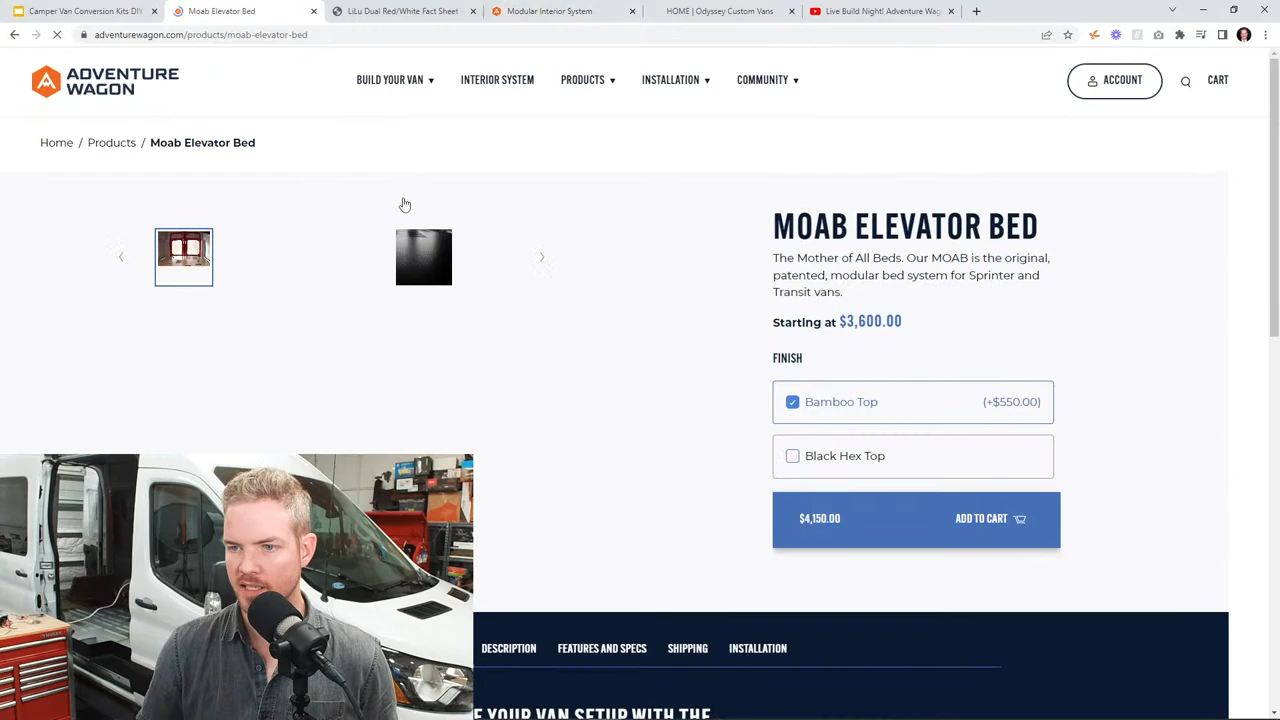 Camper Van Conversion Kits DIY
Moab Elevator Bed
LiLu Dual Red/White Fact Sheet
Modular Interior System
HOME | Odyssey Custom Vans
Live Build Night! Adventure Wag
adventurewagon.com/products/moab-elevator-bed
ADVENTURE
WAGON
BUILD YOUR VAN
INTERIOR SYSTEM
PRODUCTS
INSTALLATION
COMMUNITY
ACCOUNT
CART
Home / Products / Moab Elevator Bed
MOAB ELEVATOR BED
The Mother of All Beds. Our MOAB is the original,
patented, modular bed system for Sprinter and
Transit vans.
Starting at $3,600.00
FINISH
Bamboo Top (+$550.00)
Black Hex Top
$4,150.00 ADD TO CART
DESCRIPTION
FEATURES AND SPECS
SHIPPING
INSTALLATION
E YOUR VAN SETUP WITH THE